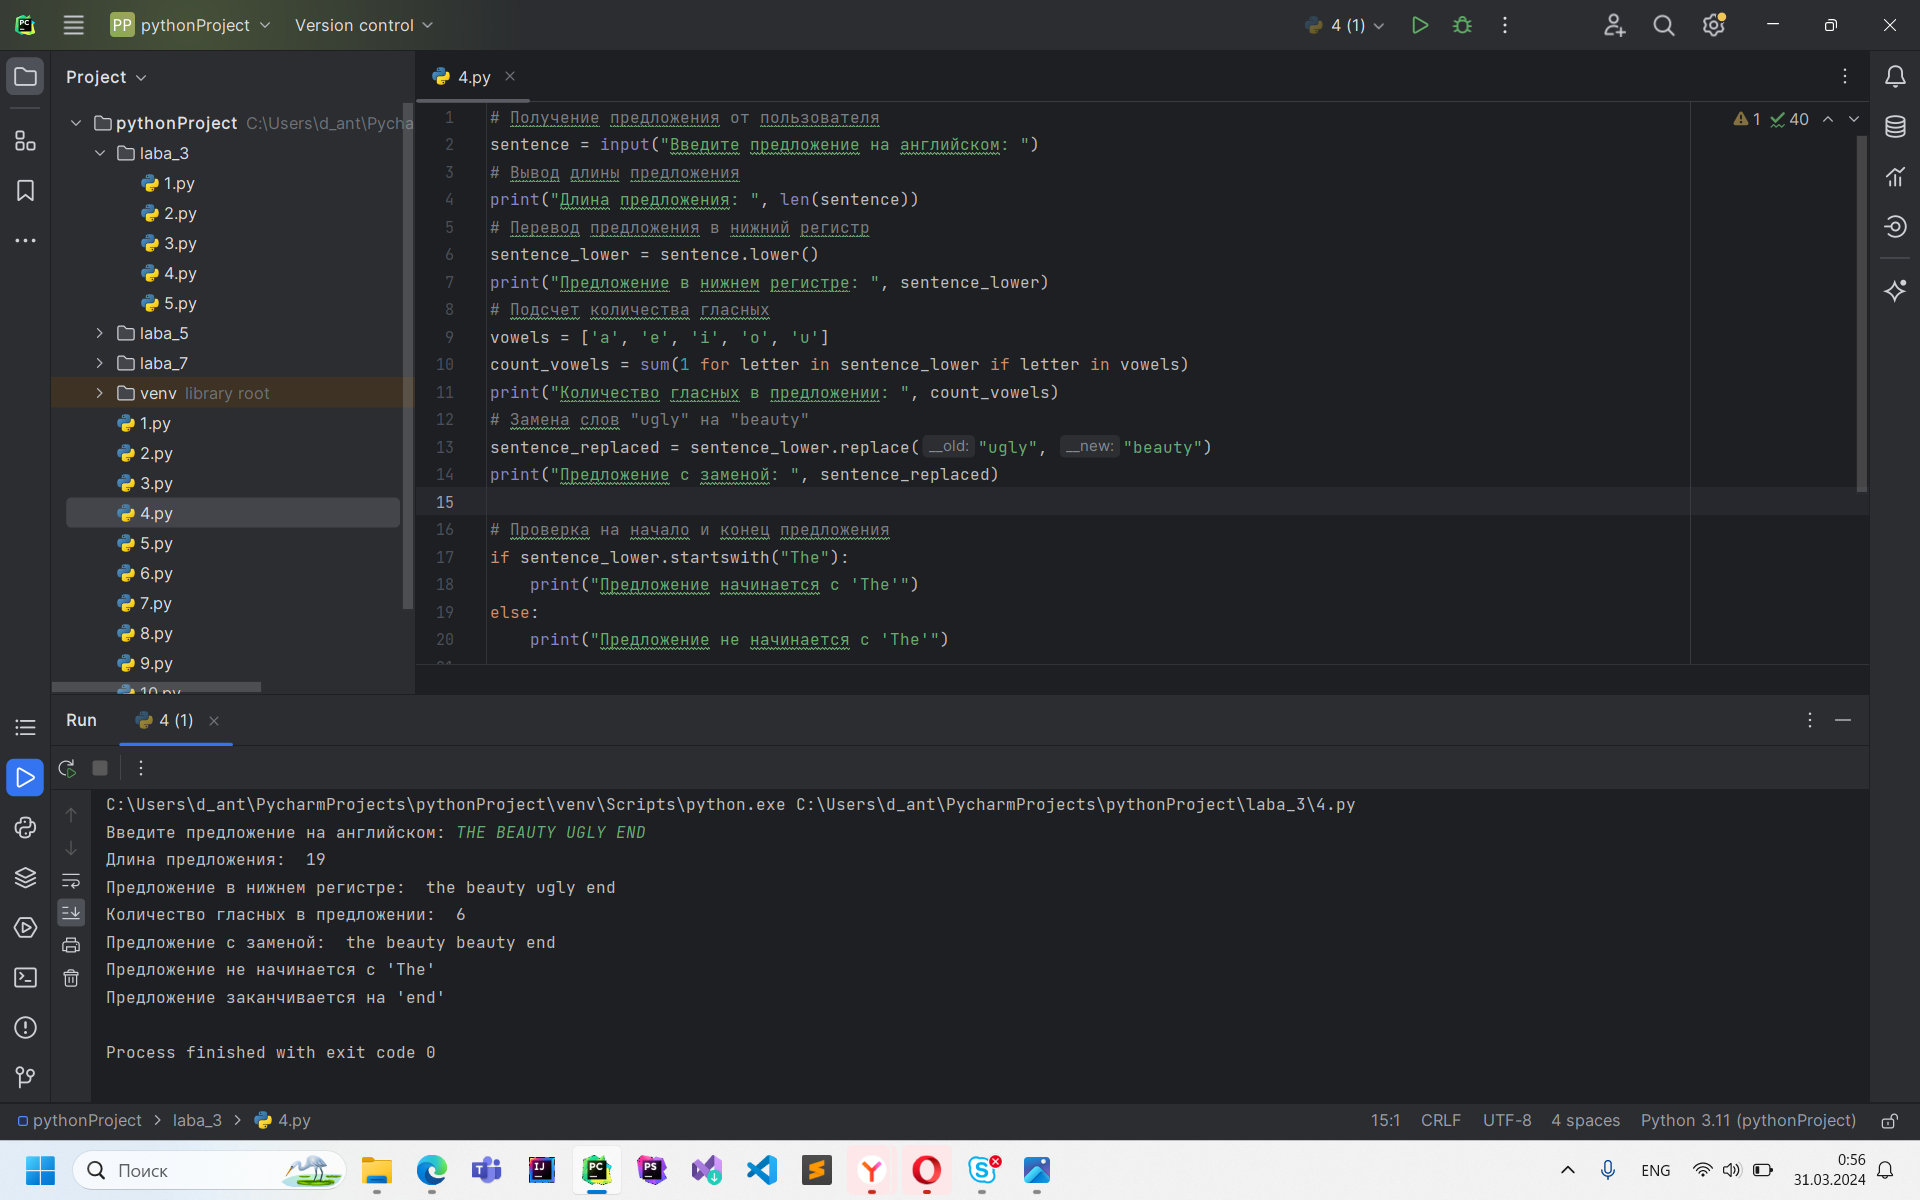 PP pythonProject Version control 4 (1)
Project
pythonProject C:\Users\d_ant\Pycha
laba_3
1.py
2.py
3.py
4.py
5.py
laba_5
laba_7
venv library root
1.py
2.py
3.py
4.py
5.py
6.py
7.py
8.py
9.py
10.py
4.py
1 40
1 # Получение предложения от пользователя
2 sentence = input("Введите предложение на английском: ")
3 # Вывод длины предложения
4 print("Длина предложения: ", len(sentence))
5 # Перевод предложения в нижний регистр
6 sentence_lower = sentence.lower()
7 print("Предложение в нижнем регистре: ", sentence_lower)
8 # Подсчет количества гласных
9 vowels = ['a', 'e', 'i', 'o', 'u']
10 count_vowels = sum(1 for letter in sentence_lower if letter in vowels)
11 print("Количество гласных в предложении: ", count_vowels)
12 # Замена слов "ugly" на "beauty"
13 sentence_replaced = sentence_lower.replace( __old: "ugly", __new: "beauty")
14 print("Предложение с заменой: ", sentence_replaced)
15
16 # Проверка на начало и конец предложения
17 if sentence_lower.startswith("The"):
18 print("Предложение начинается с 'The'")
19 else:
20 print("Предложение не начинается с 'The'")
Run 4 (1)
C:\Users\d_ant\PycharmProjects\pythonProject\venv\Scripts\python.exe C:\Users\d_ant\PycharmProjects\pythonProject\laba_3\4.py
Введите предложение на английском: THE BEAUTY UGLY END
Длина предложения:  19
Предложение в нижнем регистре:  the beauty ugly end
Количество гласных в предложении:  6
Предложение с заменой:  the beauty beauty end
Предложение не начинается с 'The'
Предложение заканчивается на 'end'
Process finished with exit code 0
pythonProject > laba_3 > 4.py 15:1 CRLF UTF-8 4 spaces Python 3.11 (pythonProject)
Поиск
ENG
0:56
31.03.2024